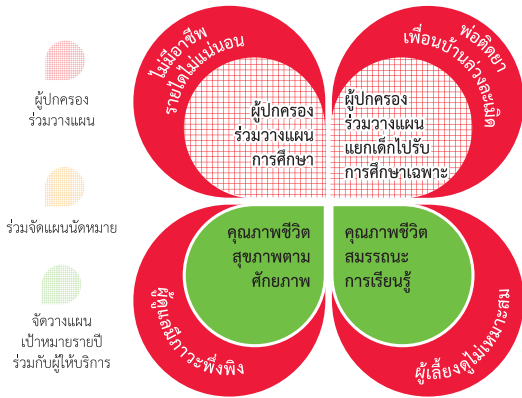 ผู้ปกครอง
ร่วมวางแผน
ร่วมจัดแผนนัดหมาย
จัดวางแผน
เป้าหมายรายปี
ร่วมกับผู้ให้บริการ
ไม่มีอาชีพ
รายได้ไม่แน่นอน
ผู้ปกครอง
ร่วมวางแผน
การศึกษา
พ่อติดยา
เพื่อนบ้านล่วงละเมิด
ผู้ปกครอง
ร่วมวางแผน
แยกเด็กไปรับ
การศึกษาเฉพาะ
คุณภาพชีวิต
สุขภาพตาม
ศักยภาพ
ผู้ดูแลมีภาวะพึ่งพิง
คุณภาพชีวิต
สมรรถนะ
การเรียนรู้
ผู้เลี้ยงดูไม่เหมาะสม